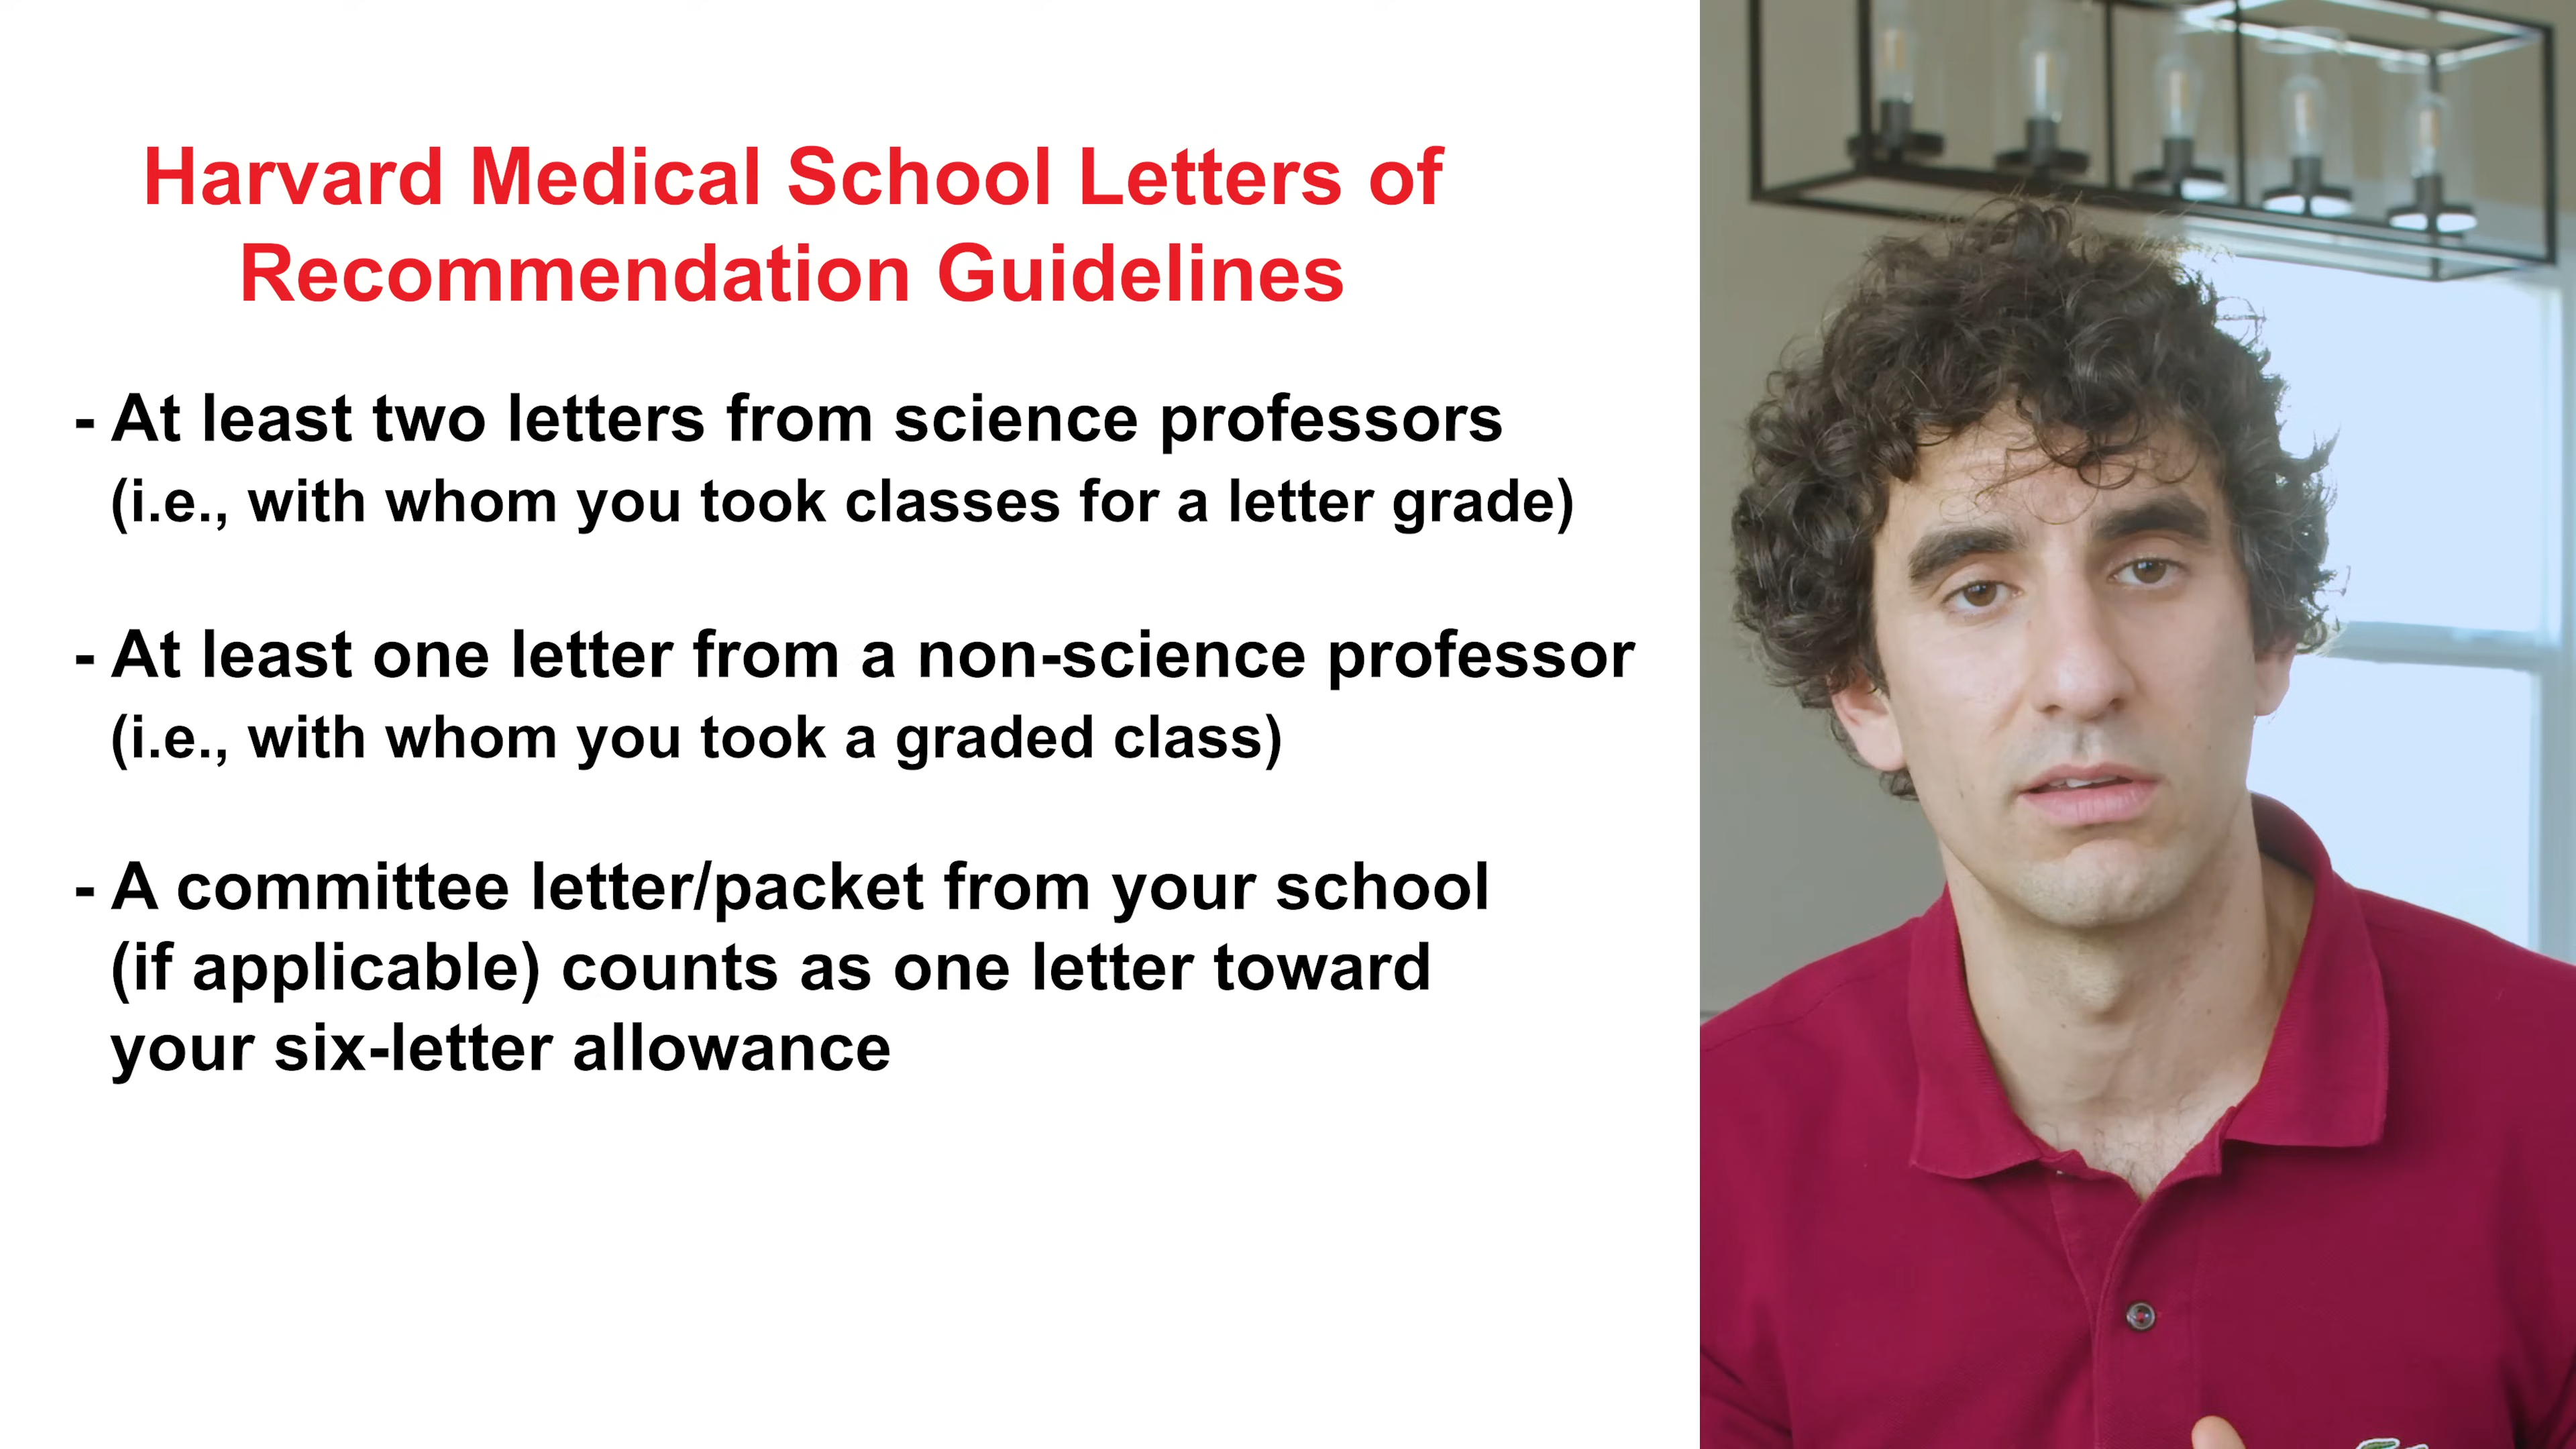 Harvard Medical School Letters of
Recommendation Guidelines
- At least two letters from science professors
(i.e., with whom you took classes for a letter grade)
- At least one letter from a non-science professor
(i.e., with whom you took a graded class)
- A committee letter/packet from your school
(if applicable) counts as one letter toward
your six-letter allowance